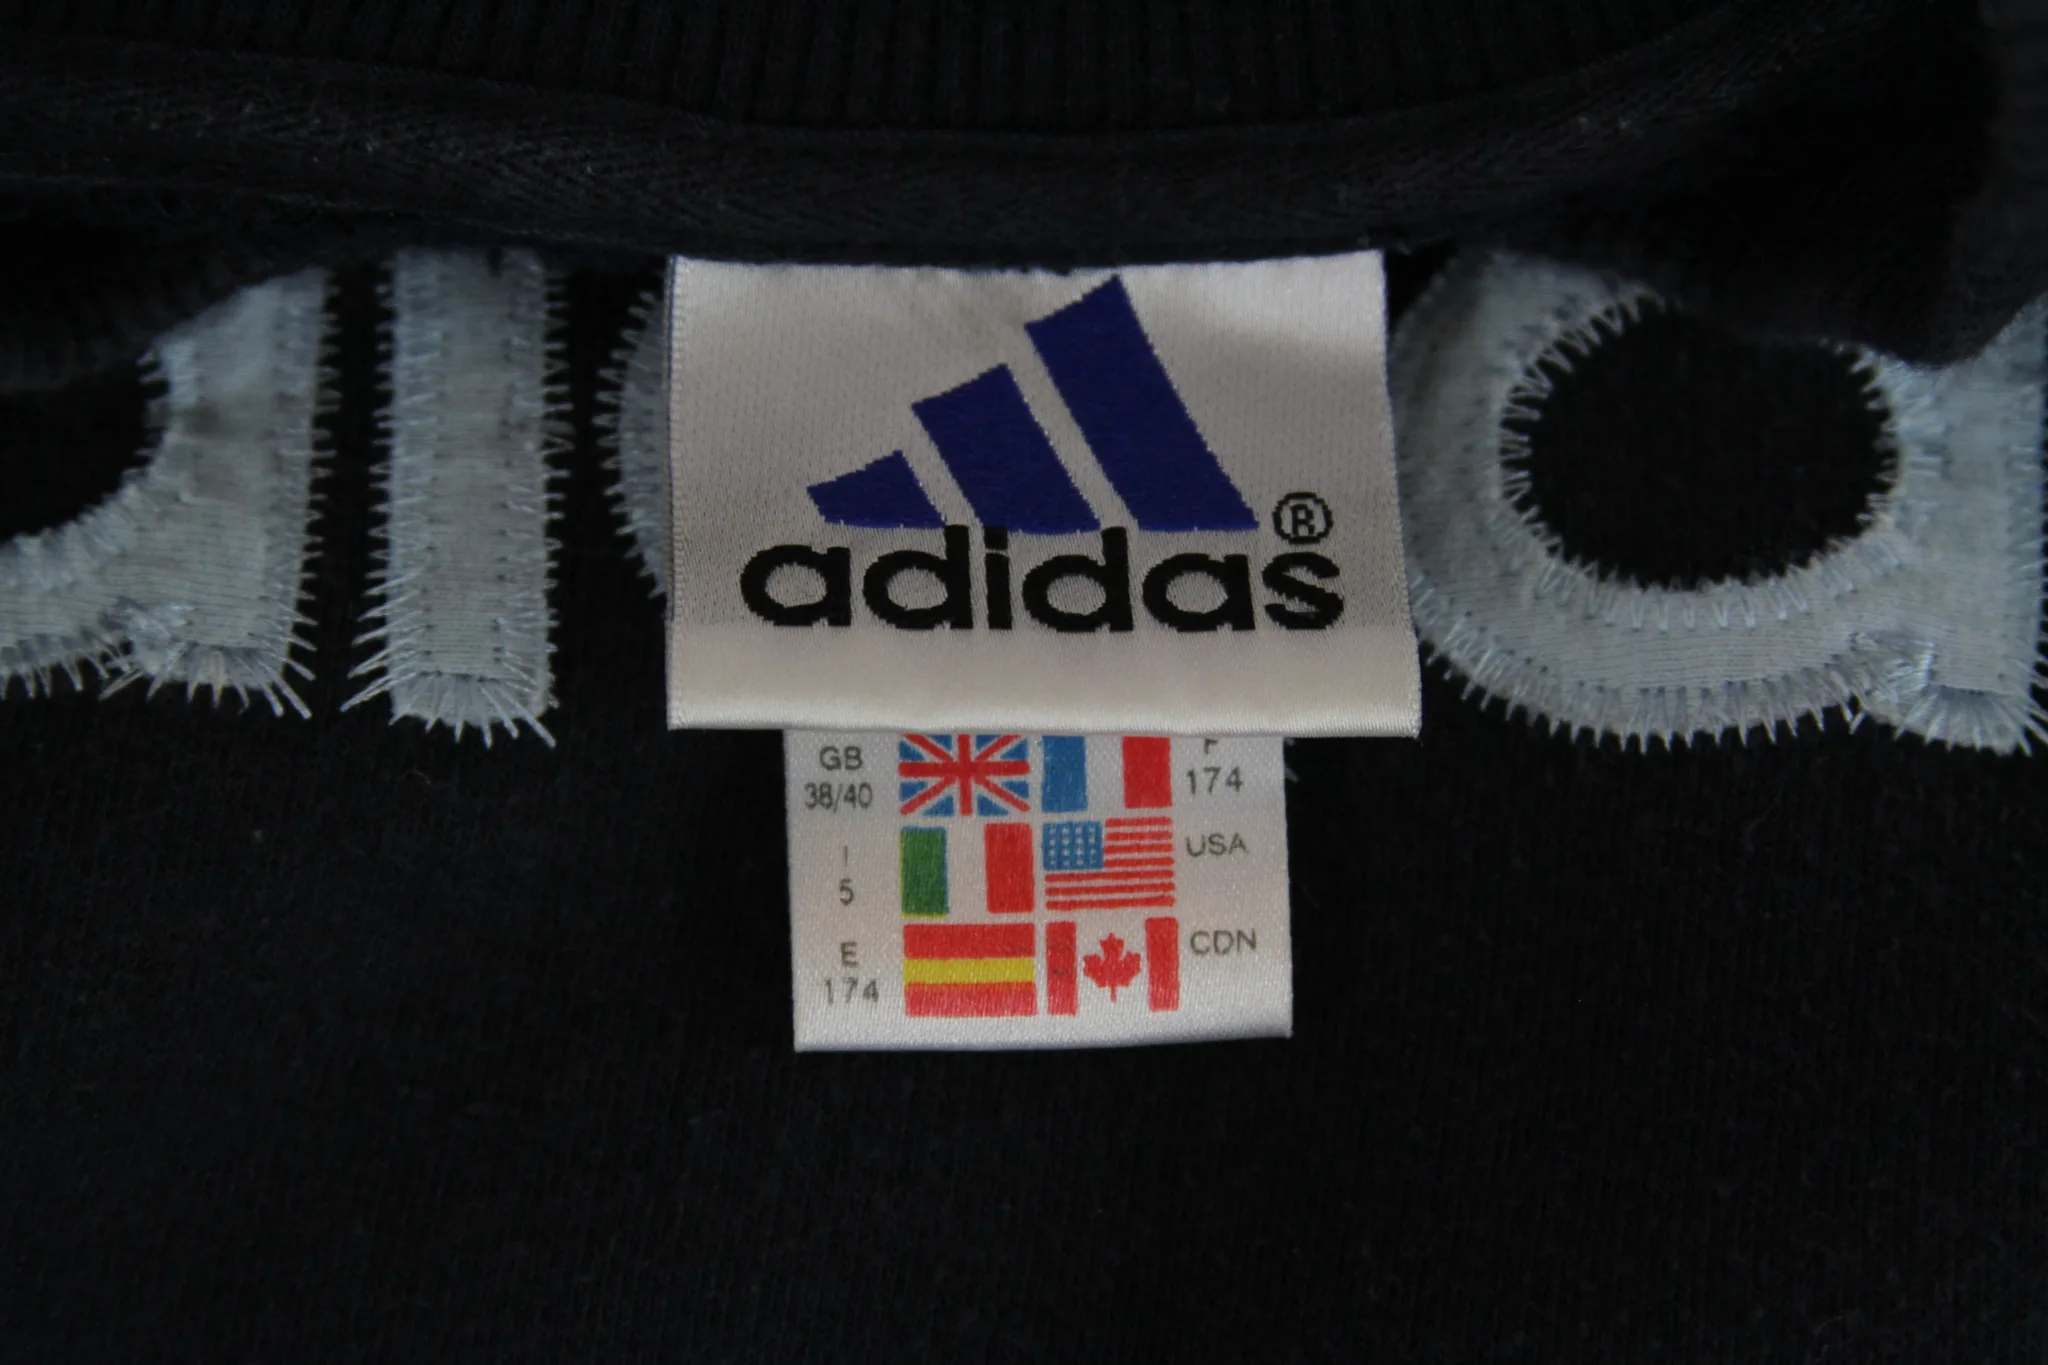 adidas®
GB
38/40
F
174
I
5
USA
E
174
CDN